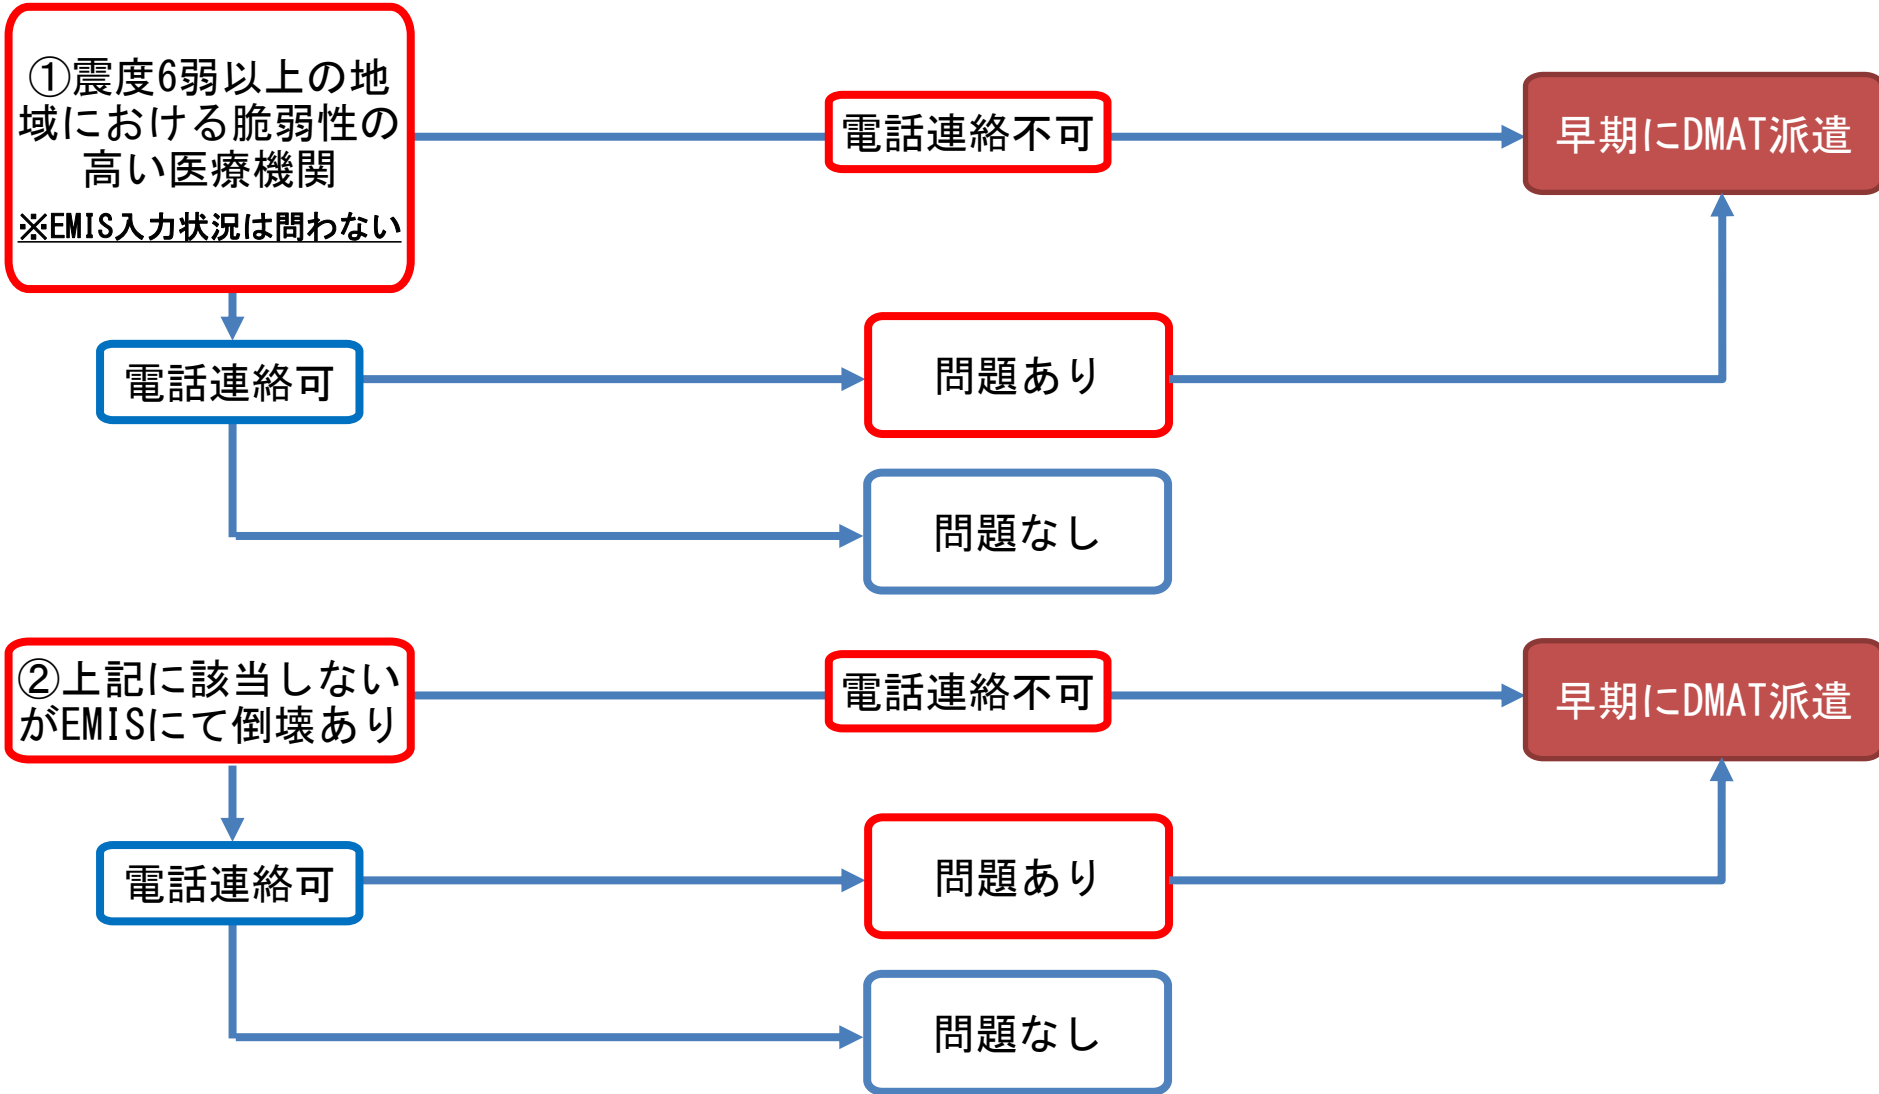 ①震度6弱以上の地
域における脆弱性の
高い医療機関
※EMIS入力状況は問わない
電話連絡不可
早期にDMAT派遣
電話連絡可
問題あり
問題なし
②上記に該当しない
がEMISにて倒壊あり
電話連絡不可
早期にDMAT派遣
電話連絡可
問題あり
問題なし